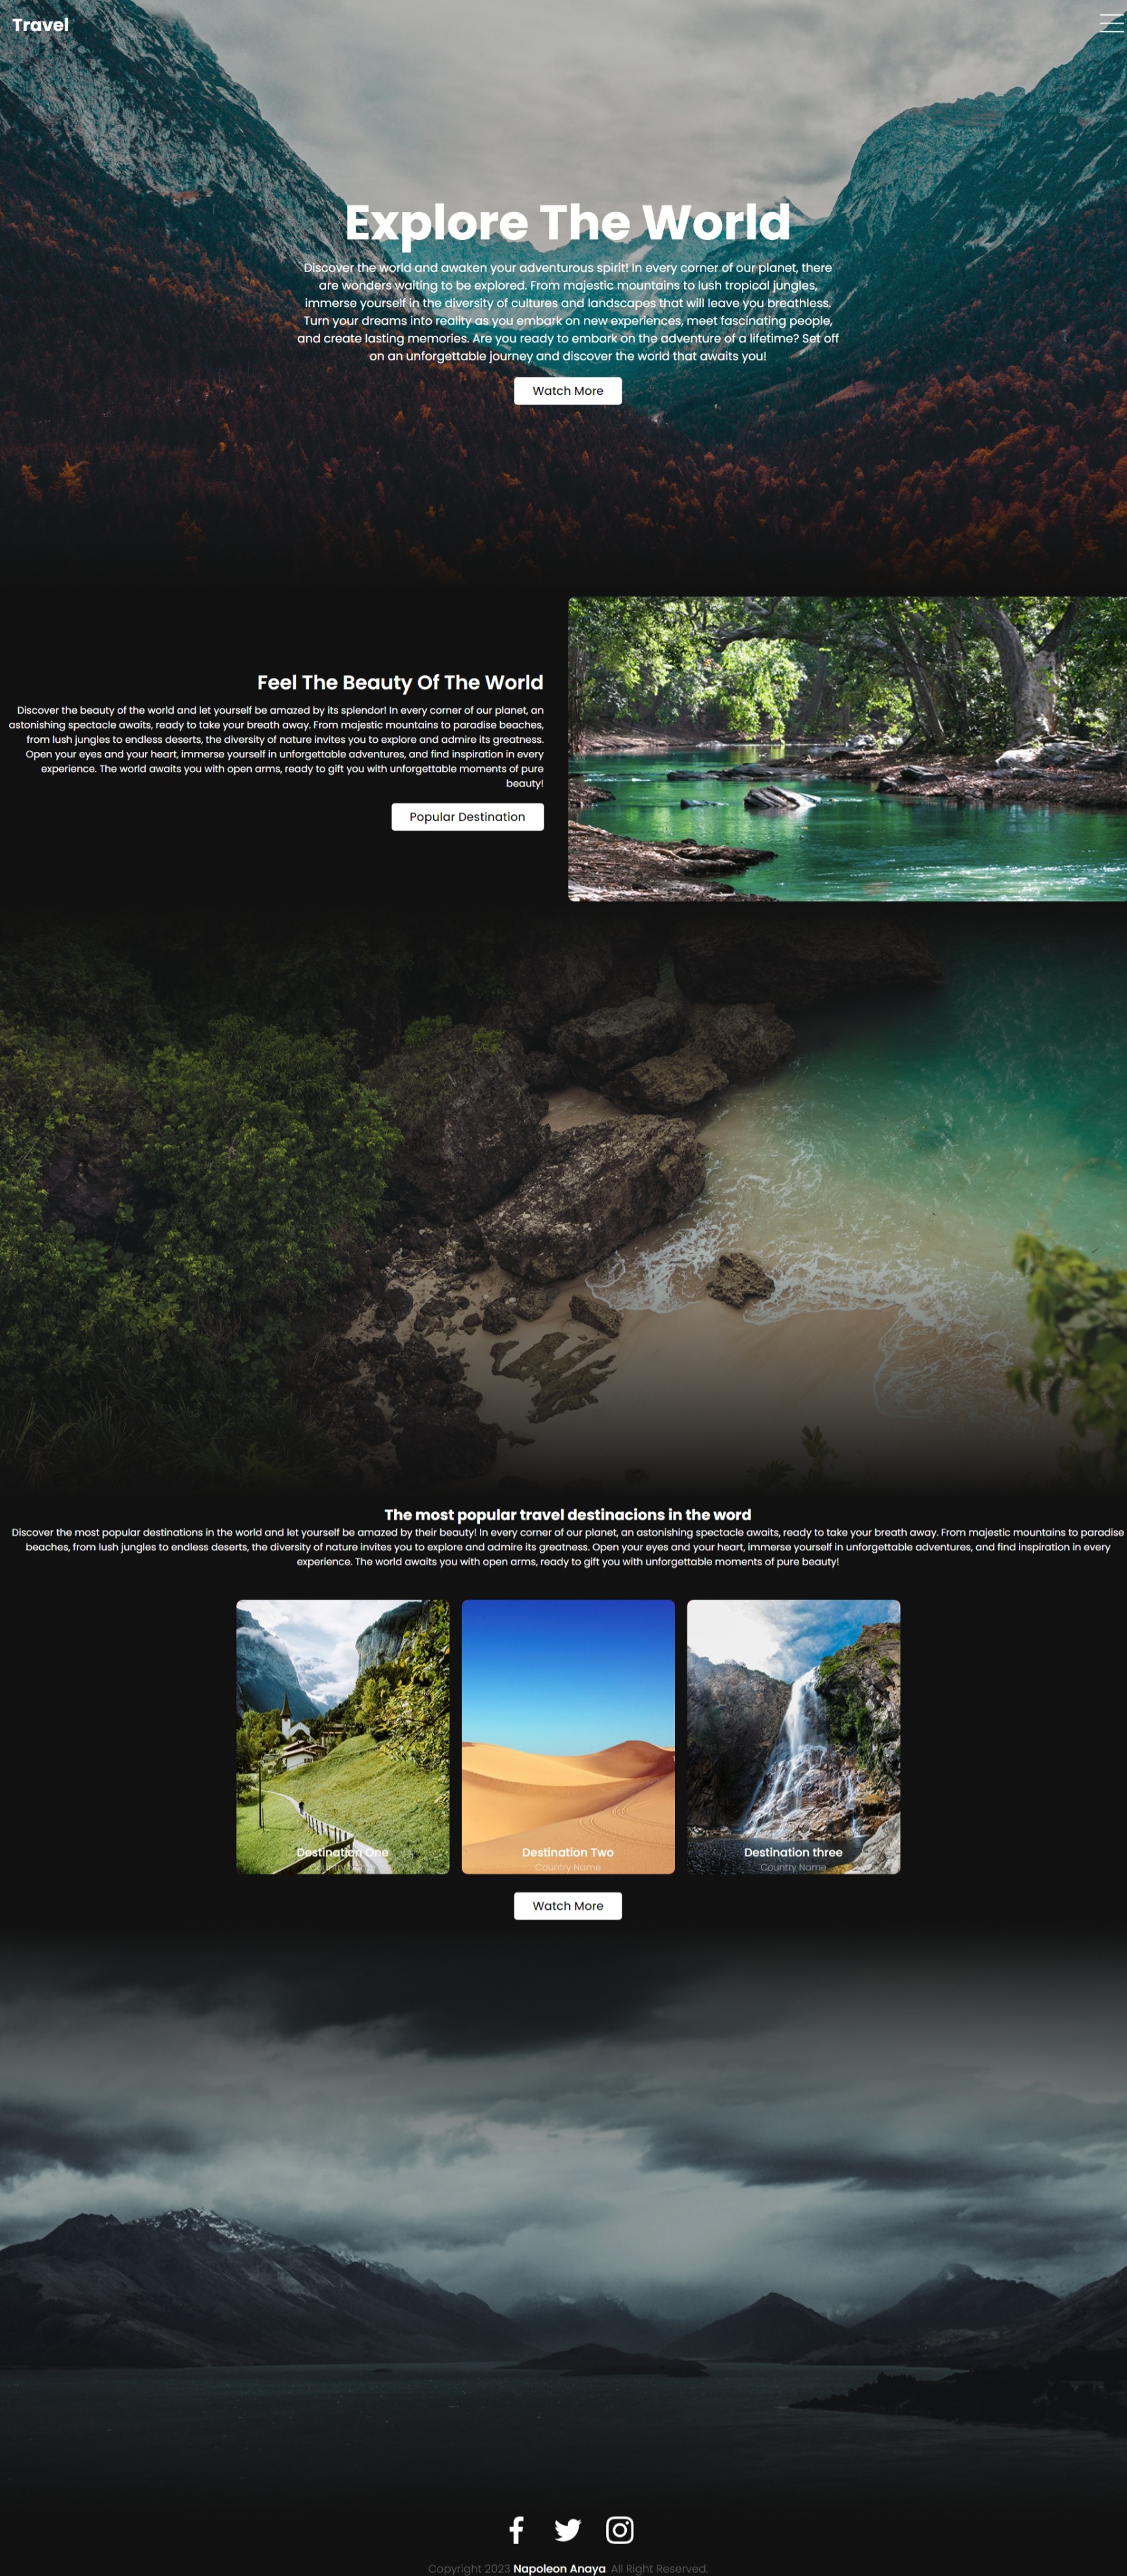 Travel
Explore The World
Discover the world and awaken your adventurous spirit! In every corner of our planet, there
are wonders waiting to be explored. From majestic mountains to lush tropical jungles,
immerse yourself in the diversity of cultures and landscapes that will leave you breathless.
Turn your dreams into reality as you embark on new experiences, meet fascinating people,
and create lasting memories. Are you ready to embark on the adventure of a lifetime? Set off
on an unforgettable journey and discover the world that awaits you!
Watch More
Feel The Beauty Of The World
Discover the beauty of the world and let yourself be amazed by its splendor! In every corner of our planet, an
astonishing spectacle awaits, ready to take your breath away. From majestic mountains to paradise beaches,
from lush jungles to endless deserts, the diversity of nature invites you to explore and admire its greatness.
Open your eyes and your heart, immerse yourself in unforgettable adventures, and find inspiration in every
experience. The world awaits you with open arms, ready to gift you with unforgettable moments of pure
beauty!
Popular Destination
The most popular travel destinacions in the word
Discover the most popular destinations in the world and let yourself be amazed by their beauty! In every corner of our planet, an astonishing spectacle awaits, ready to take your breath away. From majestic mountains to paradise
beaches, from lush jungles to endless deserts, the diversity of nature invites you to explore and admire its greatness. Open your eyes and your heart, immerse yourself in unforgettable adventures, and find inspiration in every
experience. The world awaits you with open arms, ready to gift you with unforgettable moments of pure beauty!
Destination One
Country Name
Destination Two
Country Name
Destination three
Country Name
Watch More
Copyright 2023 Napoleon Anaya. All Right Reserved.